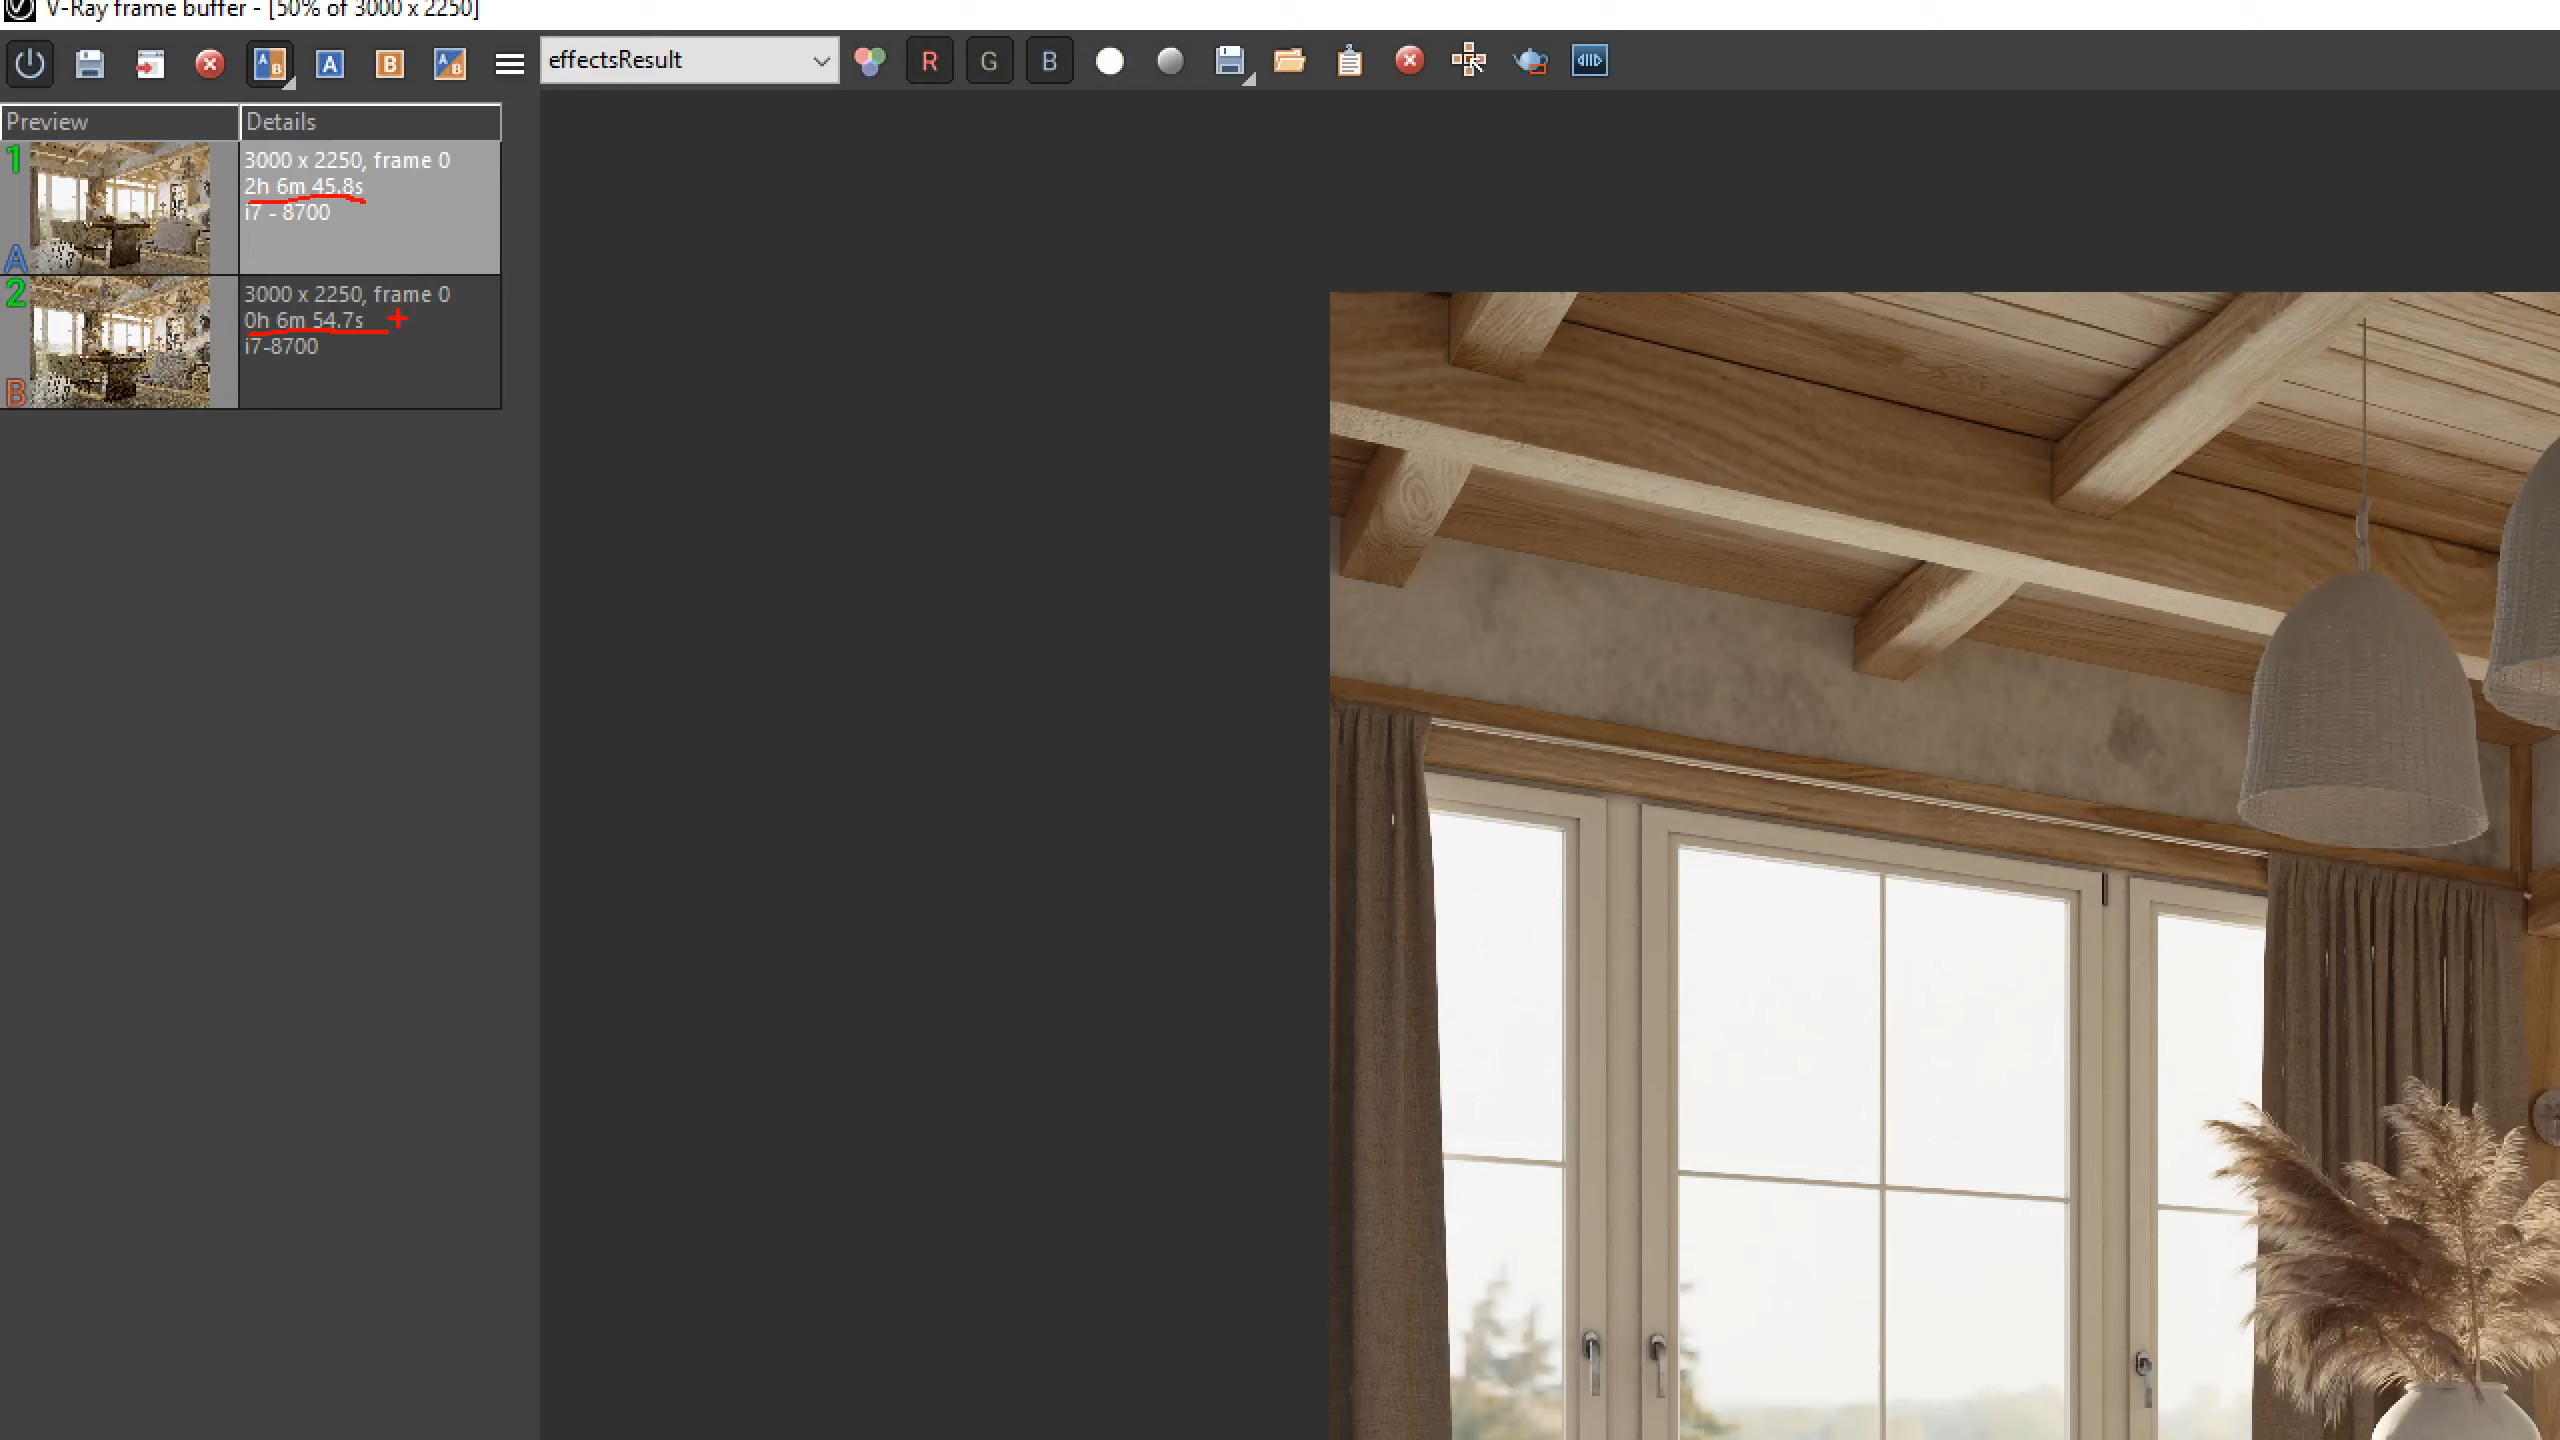 V-Ray frame buffer - [50% of 3000 x 2250]
A B A B A B effectsResult R G B
Preview Details
1 3000 x 2250, frame 0
2h 6m 45.8s
i7 - 8700
A
2 3000 x 2250, frame 0
0h 6m 54.7s +
i7-8700
B